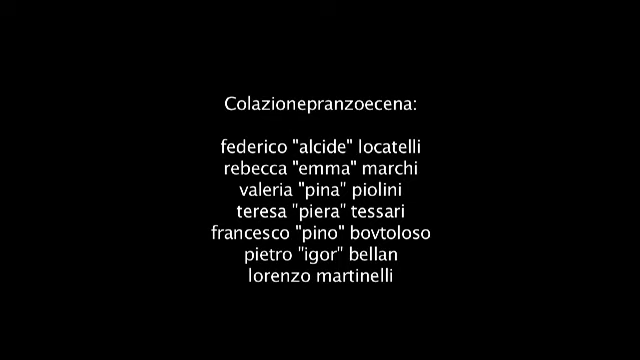 Colazionepranzoecena:
federico "alcide" locatelli
rebecca "emma" marchi
valeria "pina" piolini
teresa "piera" tessari
francesco "pino" bovtoloso
pietro "igor" bellan
lorenzo martinelli